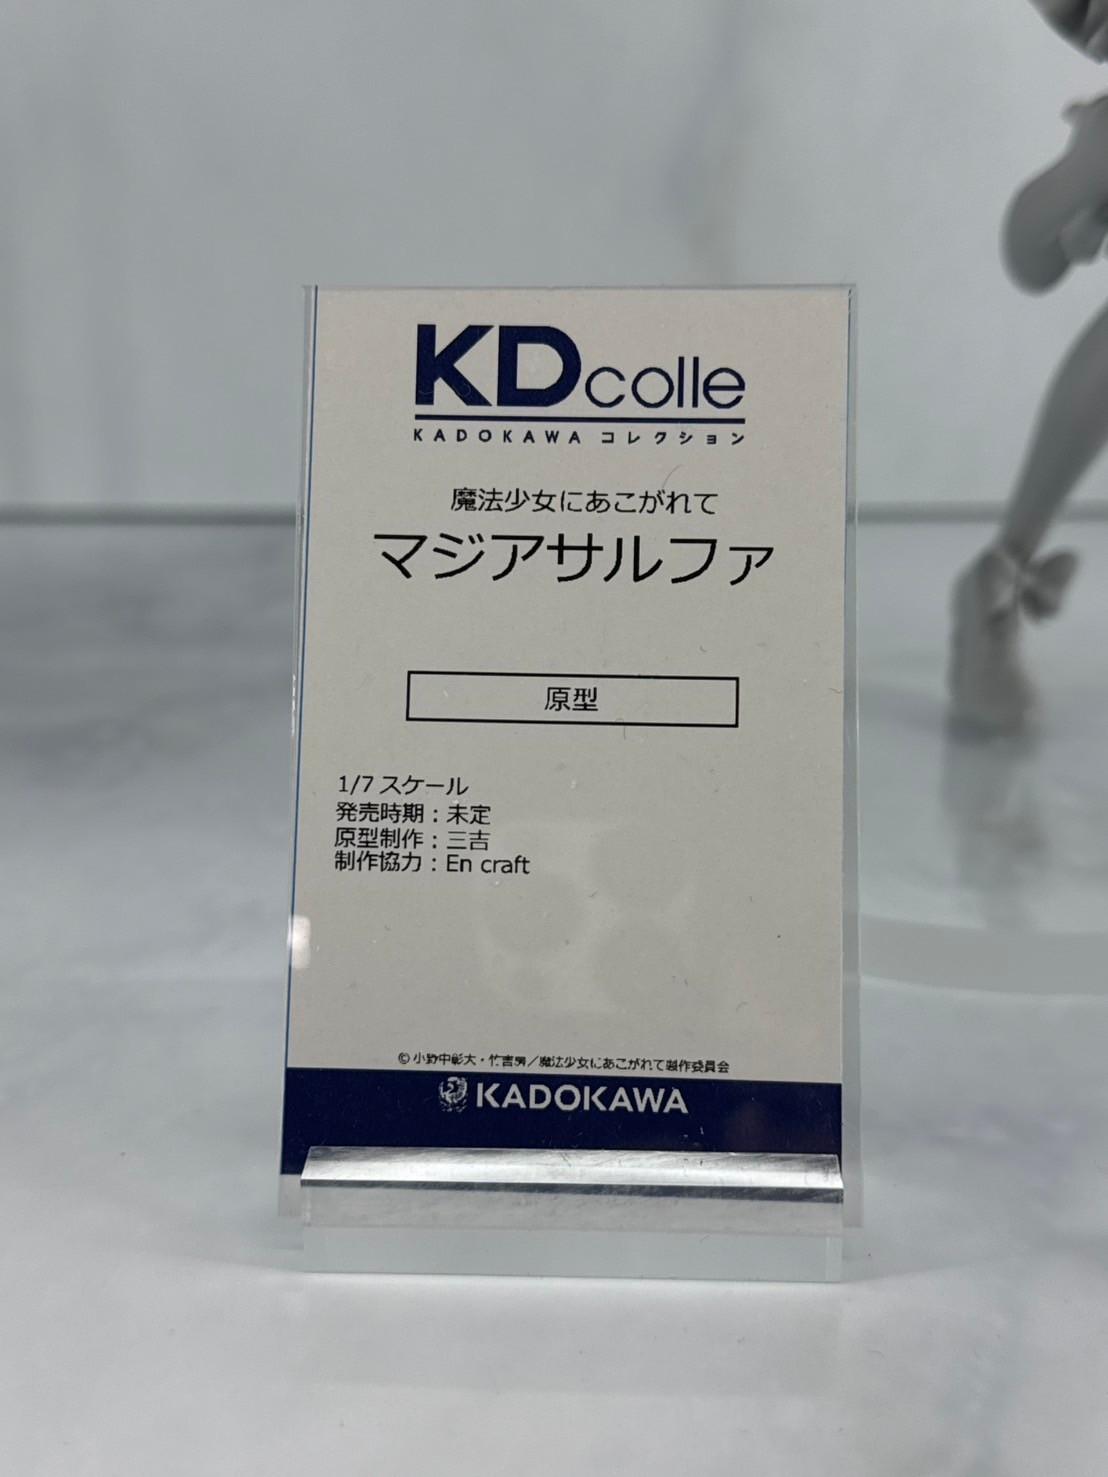 KDcolle
KADOKAWA コレクション
魔法少女にあこがれて
マジアサルファ
原型
1/7 スケール
発売時期：未定
原型制作：三吉
制作協力：En craft
©小野中彰大・竹書房／魔法少女にあこがれて製作委員会
KADOKAWA